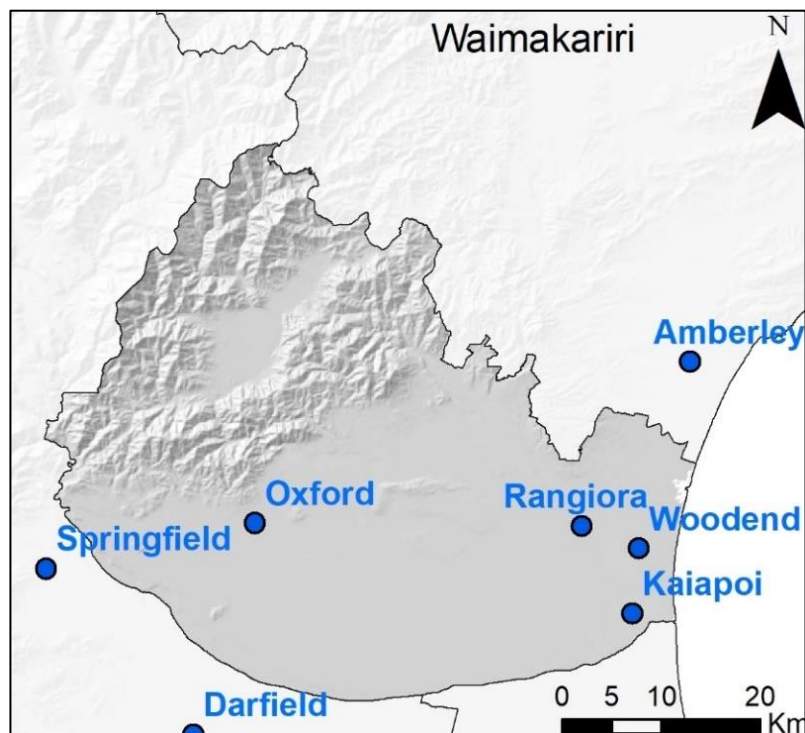 Waimakariri
N
Amberley
Oxford
Rangiora
Woodend
Springfield
Kaiapoi
Darfield
0 5 10 20
Km